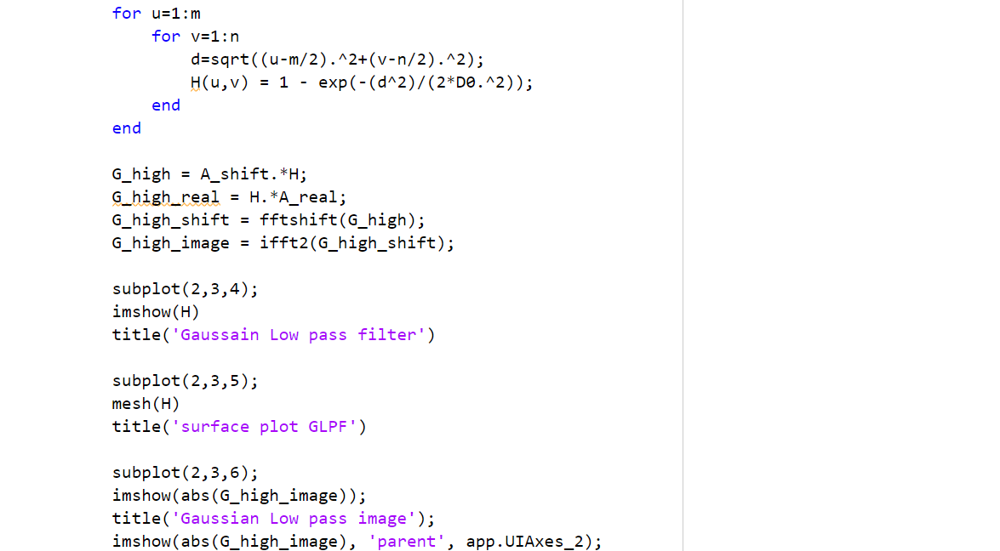 for u=1:m
for v=1:n
d=sqrt((u-m/2).^2+(v-n/2).^2);
H(u,v) = 1 - exp(-(d^2)/(2*D0.^2));
end
end
G_high = A_shift.*H;
G_high_real = H.*A_real;
G_high_shift = fftshift(G_high);
G_high_image = ifft2(G_high_shift);
subplot(2,3,4);
imshow(H)
title('Gaussain Low pass filter')
subplot(2,3,5);
mesh(H)
title('surface plot GLPF')
subplot(2,3,6);
imshow(abs(G_high_image));
title('Gaussian Low pass image');
imshow(abs(G_high_image), 'parent', app.UIAxes_2);